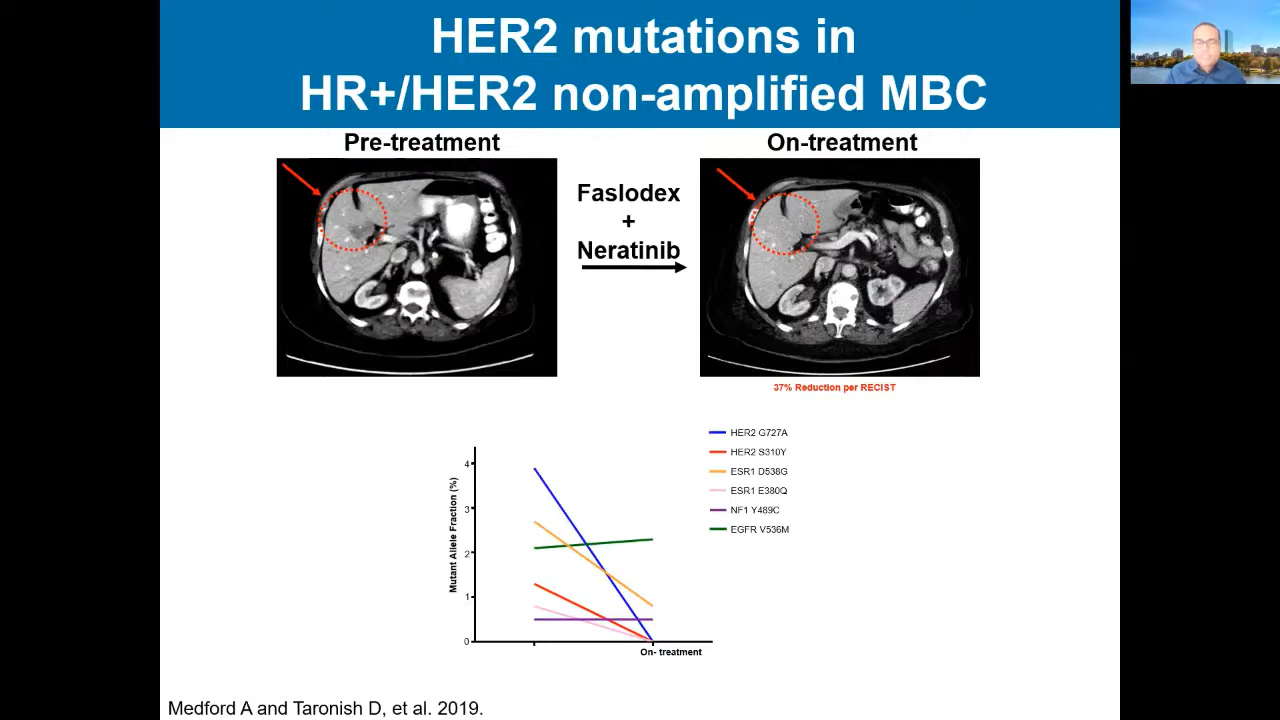 HER2 mutations in
HR+/HER2 non-amplified MBC
Pre-treatment
On-treatment
Faslodex
+
Neratinib
37% Reduction per RECIST
HER2 G727A
HER2 S310Y
ESR1 D538G
ESR1 E380Q
NF1 Y489C
EGFR V536M
Mutant Allele Fraction (%)
4
3
2
1
0
On- treatment
Medford A and Taronish D, et al. 2019.